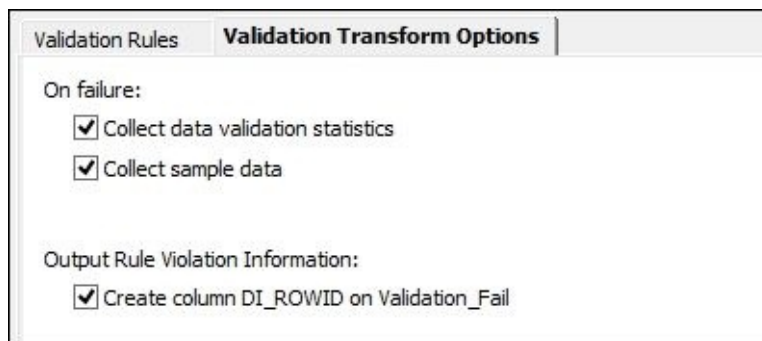 Validation Rules Validation Transform Options
On failure:
Collect data validation statistics
Collect sample data
Output Rule Violation Information:
Create column DI_ROWID on Validation_Fail